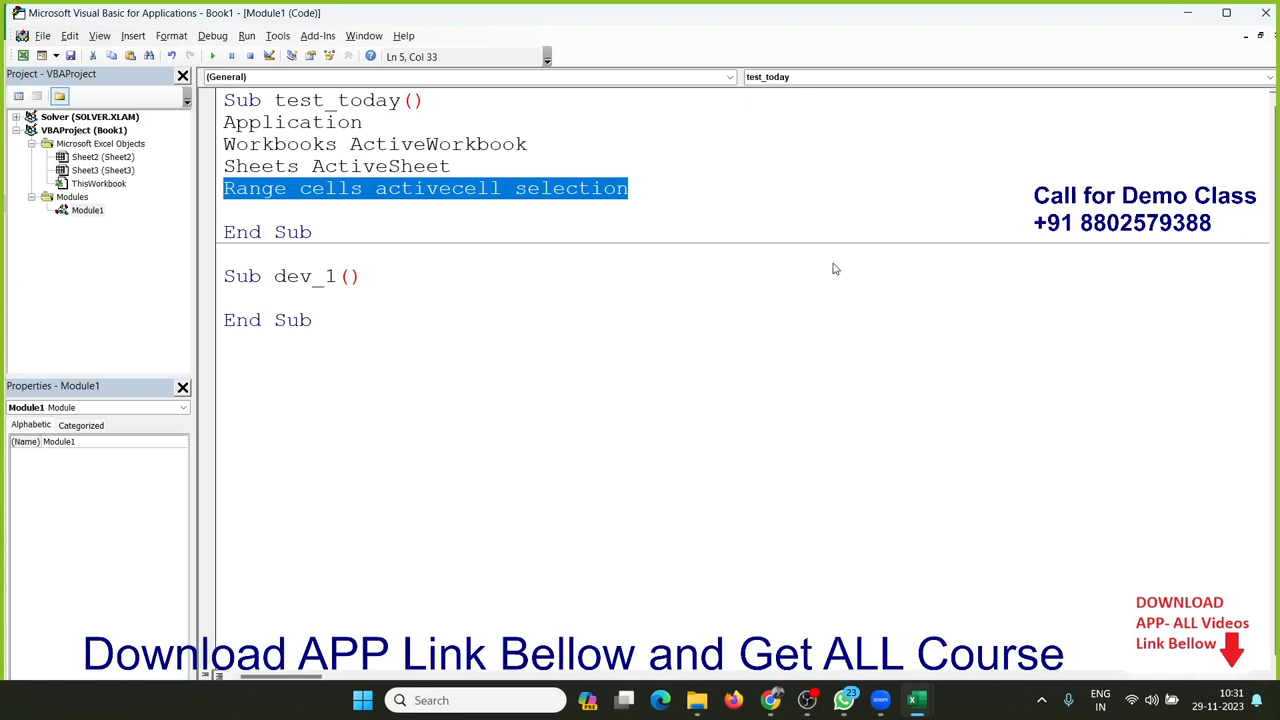 Microsoft Visual Basic for Applications - Book1 - [Module1 (Code)]
File Edit View Insert Format Debug Run Tools Add-Ins Window Help
Ln 5, Col 33
Project - VBAProject
(General)
test_today
Solver (SOLVER.XLAM)
VBAProject (Book1)
Microsoft Excel Objects
Sheet2 (Sheet2)
Sheet3 (Sheet3)
ThisWorkbook
Modules
Module1
Sub test_today()
Application
Workbooks ActiveWorkbook
Sheets ActiveSheet
Range cells activecell selection
End Sub
Sub dev_1()
End Sub
Call for Demo Class
+91 8802579388
Properties - Module1
Module1 Module
Alphabetic Categorized
(Name) Module1
DOWNLOAD
APP- ALL Videos
Link Bellow
Download APP Link Bellow and Get ALL Course
Search
PRE
23
zoom
ENG
IN
10:31
29-11-2023